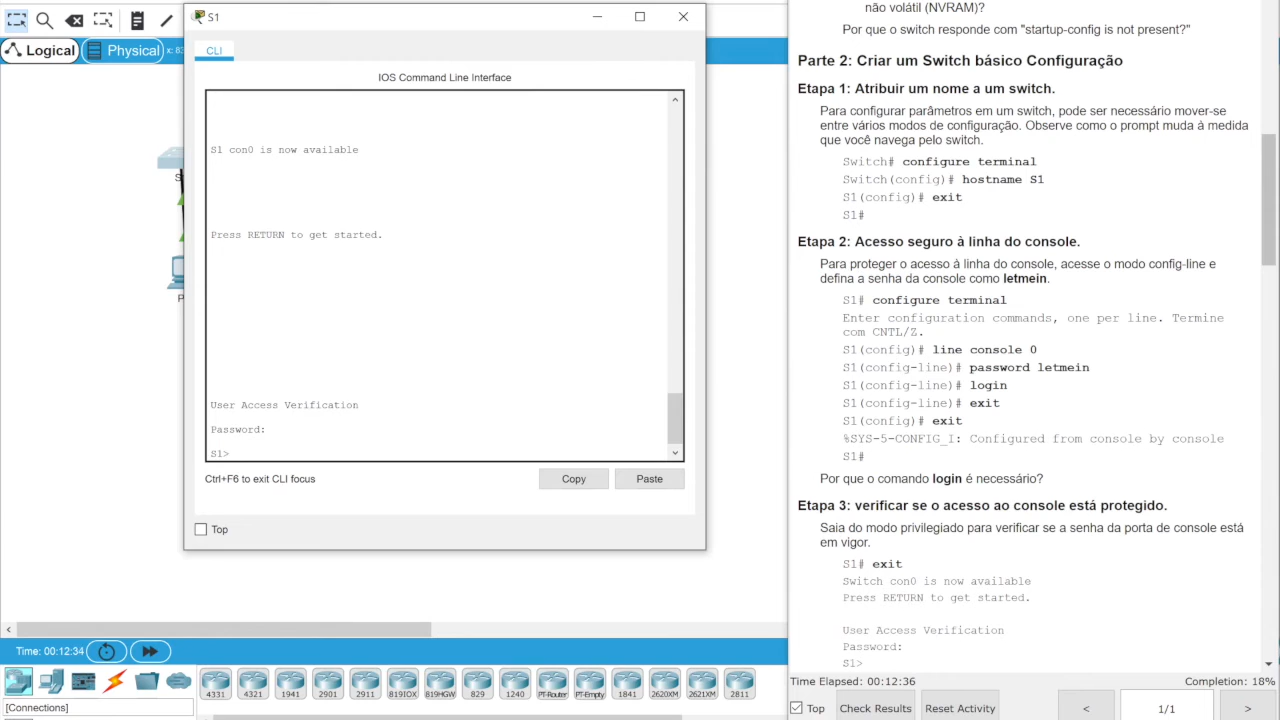 S1
Logical
Physical
x: 8
CLI
IOS Command Line Interface
S1 con0 is now available
Press RETURN to get started.
User Access Verification
Password:
S1>
Ctrl+F6 to exit CLI focus
Copy
Paste
Top
S
P
não volátil (NVRAM)?
Por que o switch responde com "startup-config is not present?"
Parte 2: Criar um Switch básico Configuração
Etapa 1: Atribuir um nome a um switch.
Para configurar parâmetros em um switch, pode ser necessário mover-se
entre vários modos de configuração. Observe como o prompt muda à medida
que você navega pelo switch.
Switch# configure terminal
Switch(config)# hostname S1
S1(config)# exit
S1#
Etapa 2: Acesso seguro à linha do console.
Para proteger o acesso à linha do console, acesse o modo config-line e
defina a senha da console como letmein.
S1# configure terminal
Enter configuration commands, one per line. Termine
com CNTL/Z.
S1(config)# line console 0
S1(config-line)# password letmein
S1(config-line)# login
S1(config-line)# exit
S1(config)# exit
%SYS-5-CONFIG_I: Configured from console by console
S1#
Por que o comando login é necessário?
Etapa 3: verificar se o acesso ao console está protegido.
Saia do modo privilegiado para verificar se a senha da porta de console está
em vigor.
S1# exit
Switch con0 is now available
Press RETURN to get started.
User Access Verification
Password:
S1>
Time: 00:12:34
4331
4321
1941
2901
2911
819IOX
819HGW
829
1240
PT-Router
PT-Empty
1841
2620XM
2621XM
2811
[Connections]
Time Elapsed: 00:12:36
Completion: 18%
Top
Check Results
Reset Activity
<
1/1
>